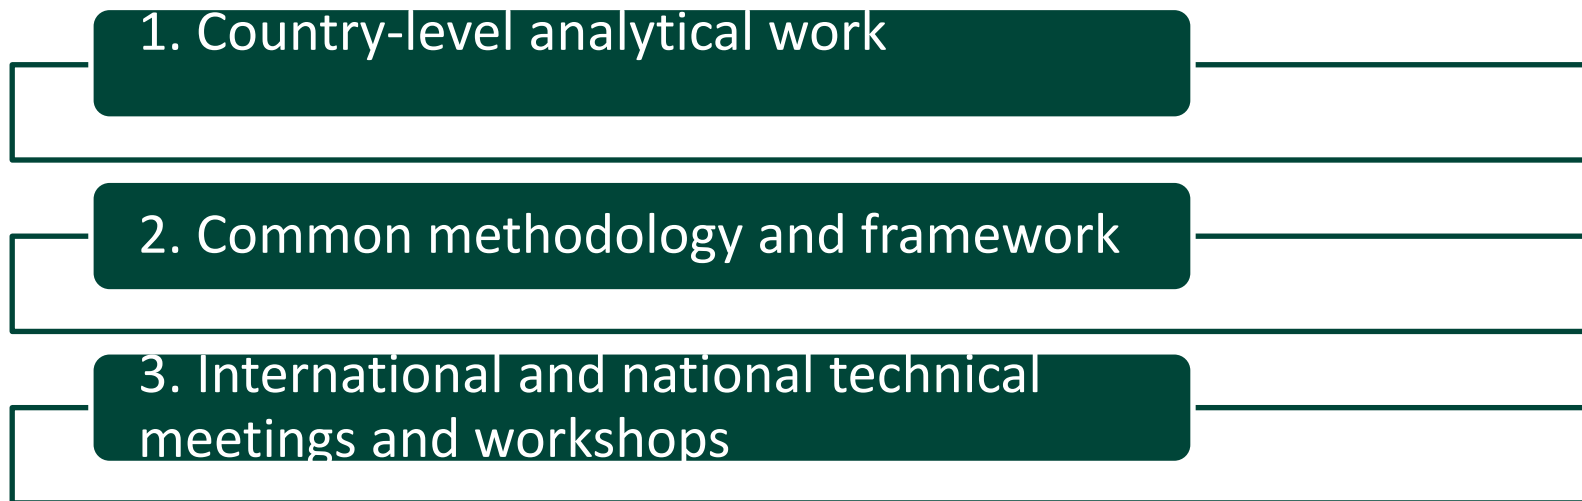 1. Country-level analytical work
2. Common methodology and framework
3. International and national technical
meetings and workshops